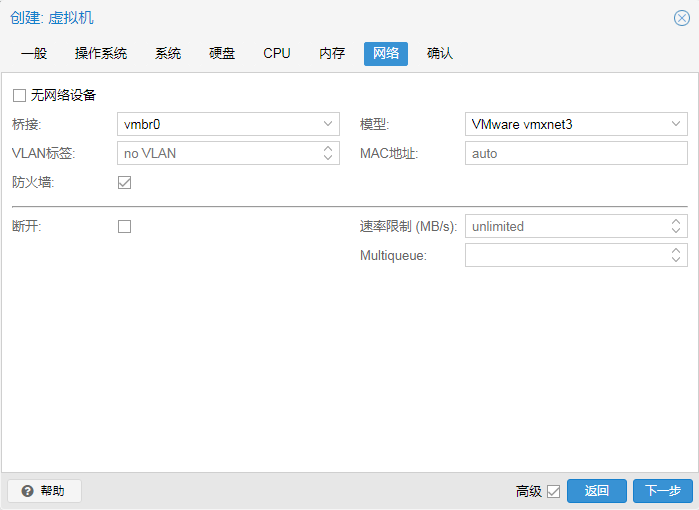 创建: 虚拟机
一般 操作系统 系统 硬盘 CPU 内存 网络 确认
无网络设备
桥接: vmbr0 模型: VMware vmxnet3
VLAN标签: no VLAN MAC地址: auto
防火墙:
断开: 速率限制 (MB/s): unlimited
Multiqueue:
帮助 高级 返回 下一步